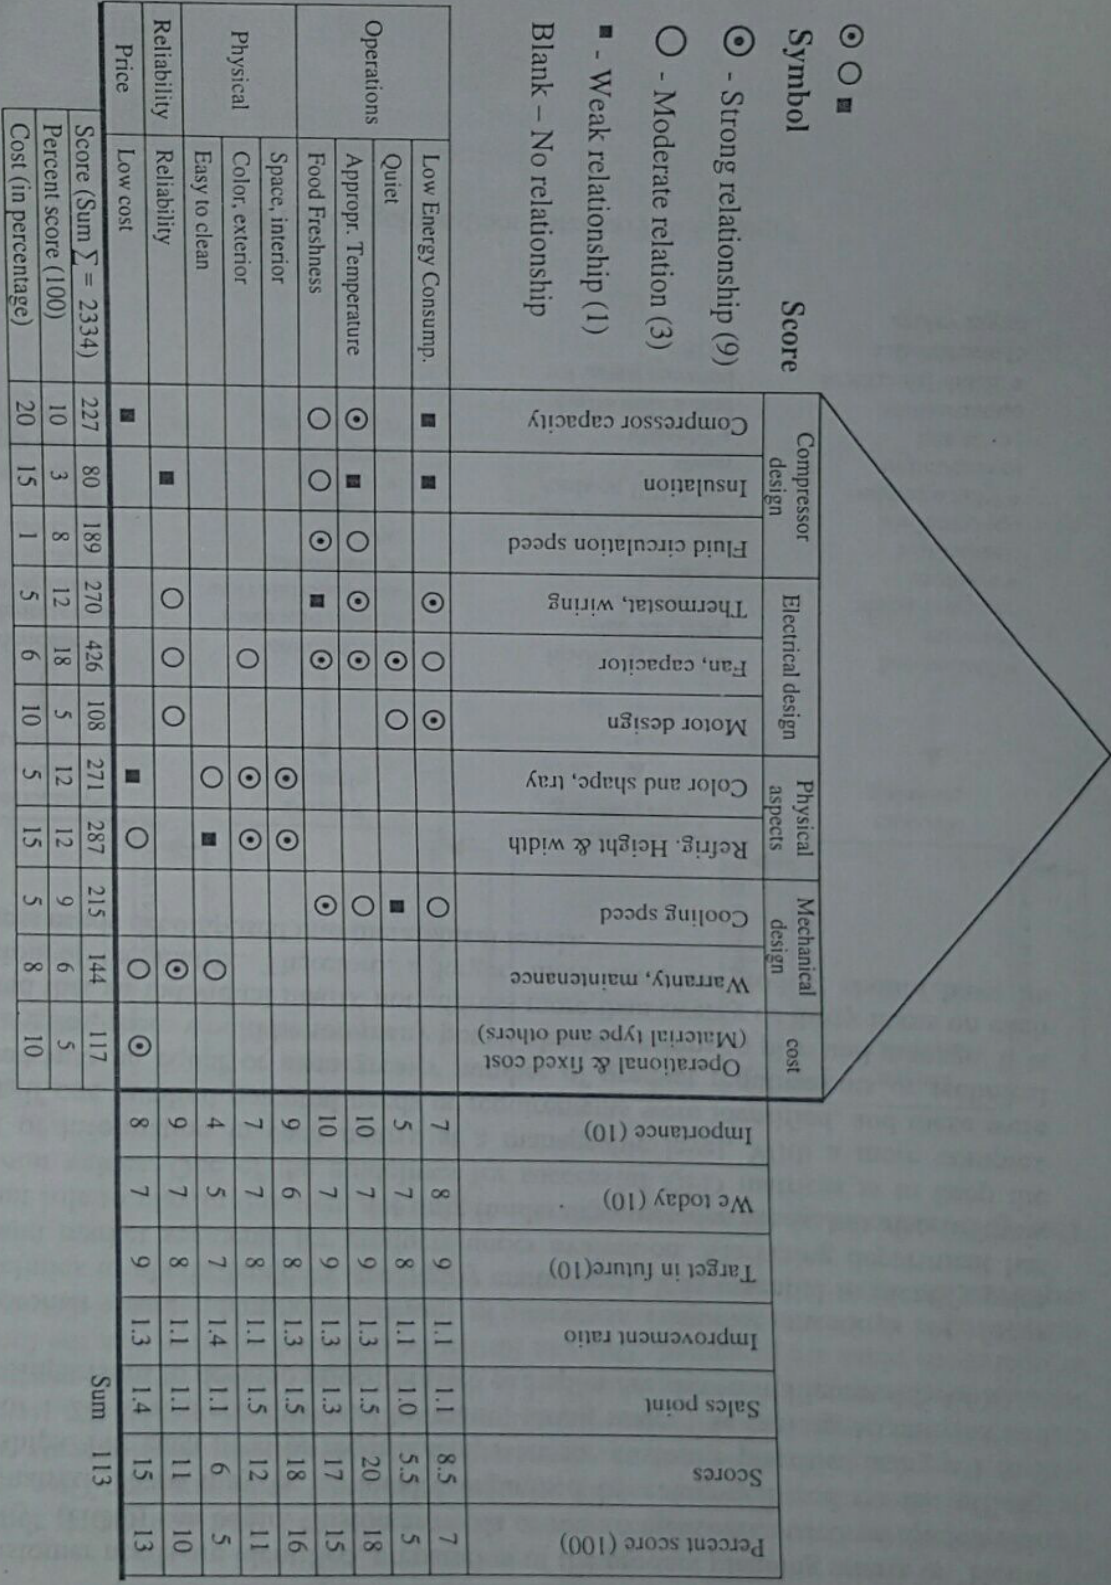 ⊙ ○ ■
Symbol Score
⊙ - Strong relationship (9)
○ - Moderate relation (3)
■ - Weak relationship (1)
Blank – No relationship
Compressor design Electrical design Physical aspects Mechanical design cost
Compressor capacity
Insulation
Fluid circulation speed
Thermostat, wiring
Fan, capacitor
Motor design
Color and shape, tray
Refrig. Height & width
Cooling speed
Warranty, maintenance
Operational & fixed cost
(Material type and others)
Importance (10)
We today (10)
Target in future(10)
Improvement ratio
Sales point
Scores
Percent score (100)
Operations Low Energy Consump. ■ ■ ⊙ ○ ⊙ ○ 7 8 9 1.1 1.1 8.5 7
Quiet ⊙ ○ ■ 5 7 8 1.1 1.0 5.5 5
Appropr. Temperature ⊙ ■ ○ ⊙ ⊙ ○ 10 7 9 1.3 1.5 20 18
Food Freshness ○ ○ ⊙ ■ ⊙ ⊙ 10 7 9 1.3 1.3 17 15
Physical Space, interior ⊙ ⊙ 9 6 8 1.3 1.5 18 16
Color, exterior ○ ⊙ ⊙ 7 7 8 1.1 1.5 12 11
Easy to clean ○ ■ ○ 4 5 7 1.4 1.1 6 5
Reliability Reliability ■ ○ ○ ○ ⊙ 9 7 8 1.1 1.1 11 10
Price Low cost ■ ■ ○ ○ ⊙ 8 7 9 1.3 1.4 15 13
Score (Sum ∑ = 2334) 227 80 189 270 426 108 271 287 215 144 117 Sum 113
Percent score (100) 10 3 8 12 18 5 12 12 9 6 5
Cost (in percentage) 20 15 1 5 6 10 5 15 5 8 10